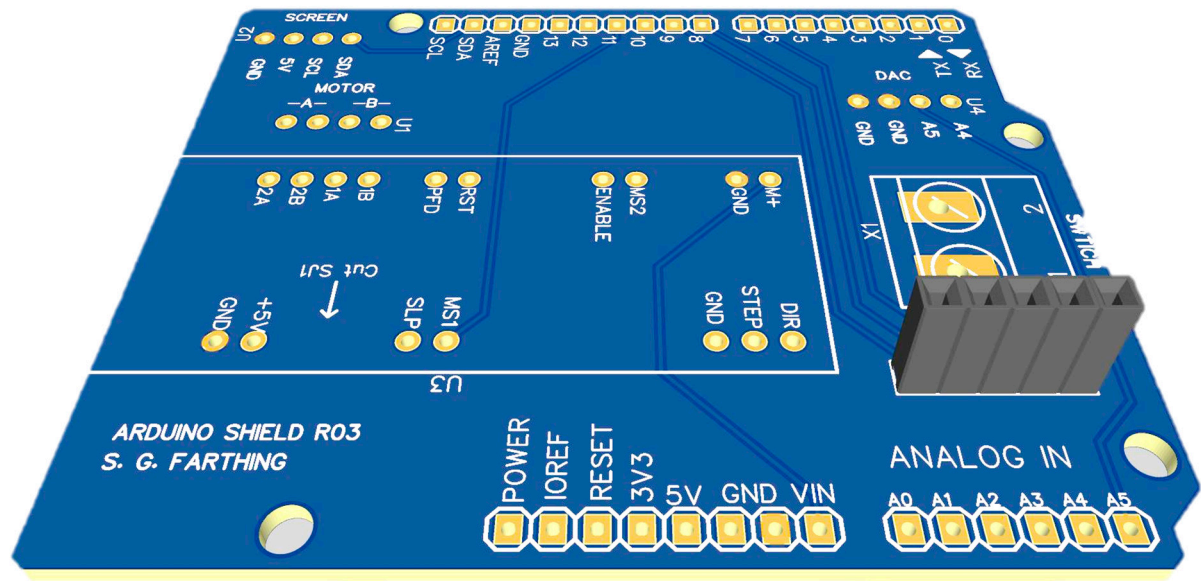 SCREEN
U2
GND 5V SCL SDA
SCL SDA AREF GND 13 12 11 10 9 8
7 6 5 4 3 2 1 0
TX RX
MOTOR
-A- -B-
U1
DAC
U4
GND GND A5 A4
2A 2B 1A 1B PFD RST ENABLE MS2 GND M+
X1
2
SWTICH
Cut SJ1
GND +5V SLP MS1 GND STEP DIR
U3
ARDUINO SHIELD R03
S. G. FARTHING
POWER IOREF RESET 3V3 5V GND VIN
ANALOG IN
A0 A1 A2 A3 A4 A5